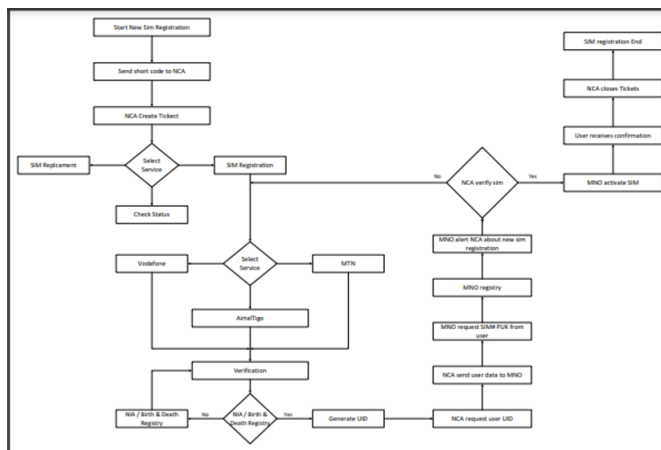 Start New Sim Registration
Send short code to NCA
NCA Create Tickect
Select
Service
SIM Replcament
SIM Registration
Check Status
Select
Service
Vodafone
MTN
AirtelTigo
Verification
NIA / Birth & Death
Registry
No
NIA / Birth &
Death Registry
Yes
Generate UID
NCA request user UID
NCA send user data to MNO
MNO request SIM# PUK from
user
MNO registry
MNO alert NCA about new sim
registration
No
NCA verify sim
Yes
MNO activate SIM
User receives confirmation
NCA closes Tickets
SIM registration End